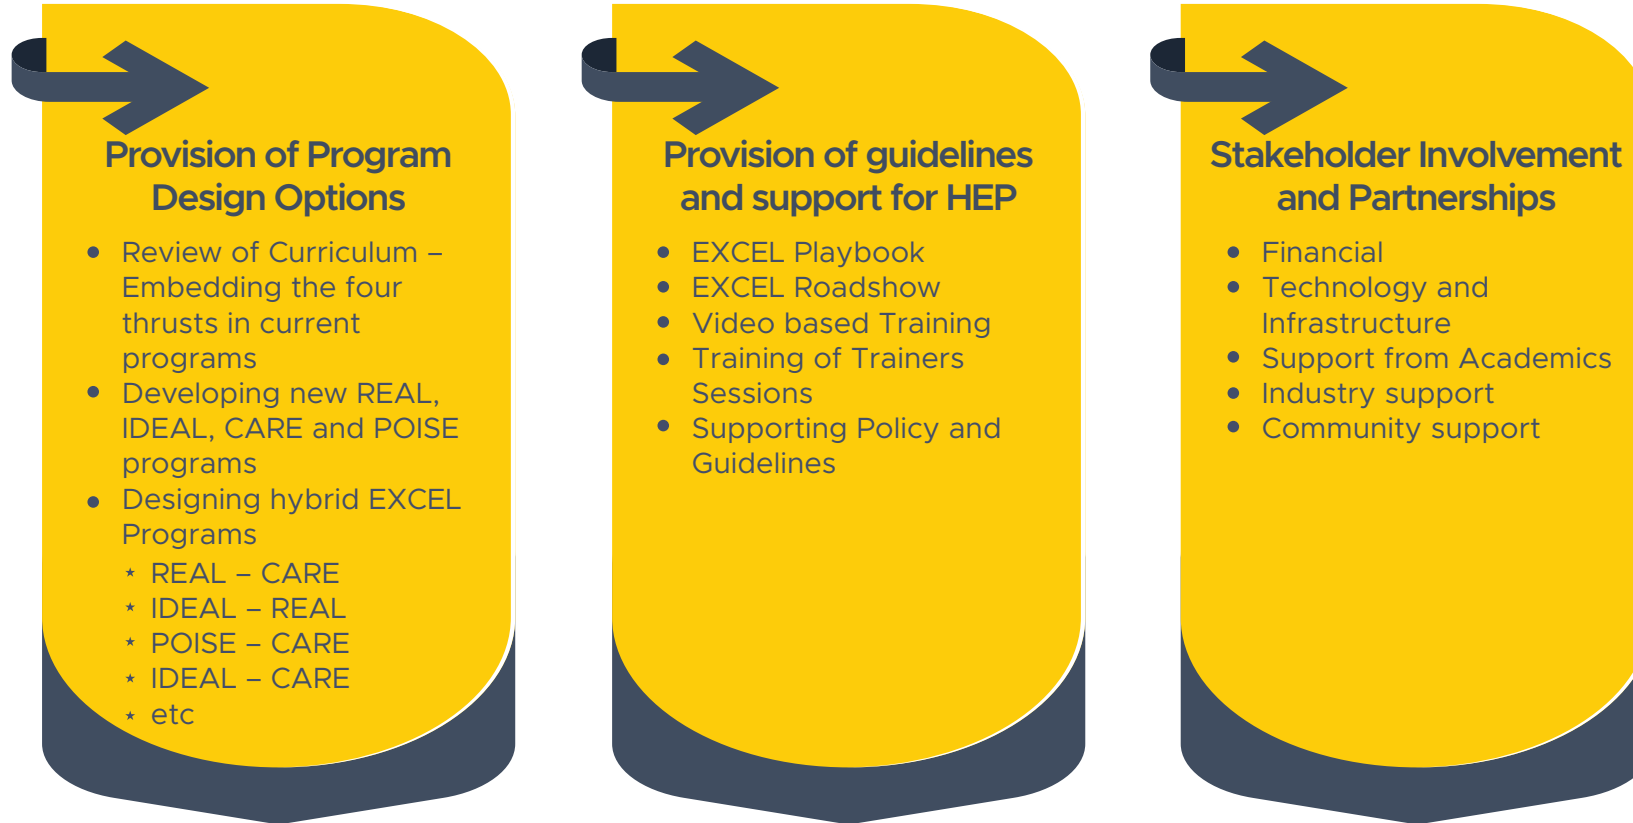 Provision of Program
Design Options
• Review of Curriculum –
Embedding the four
thrusts in current
programs
• Developing new REAL,
IDEAL, CARE and POISE
programs
• Designing hybrid EXCEL
Programs
⋆ REAL – CARE
⋆ IDEAL – REAL
⋆ POISE – CARE
⋆ IDEAL – CARE
⋆ etc
Provision of guidelines
and support for HEP
• EXCEL Playbook
• EXCEL Roadshow
• Video based Training
• Training of Trainers
Sessions
• Supporting Policy and
Guidelines
Stakeholder Involvement
and Partnerships
• Financial
• Technology and
Infrastructure
• Support from Academics
• Industry support
• Community support